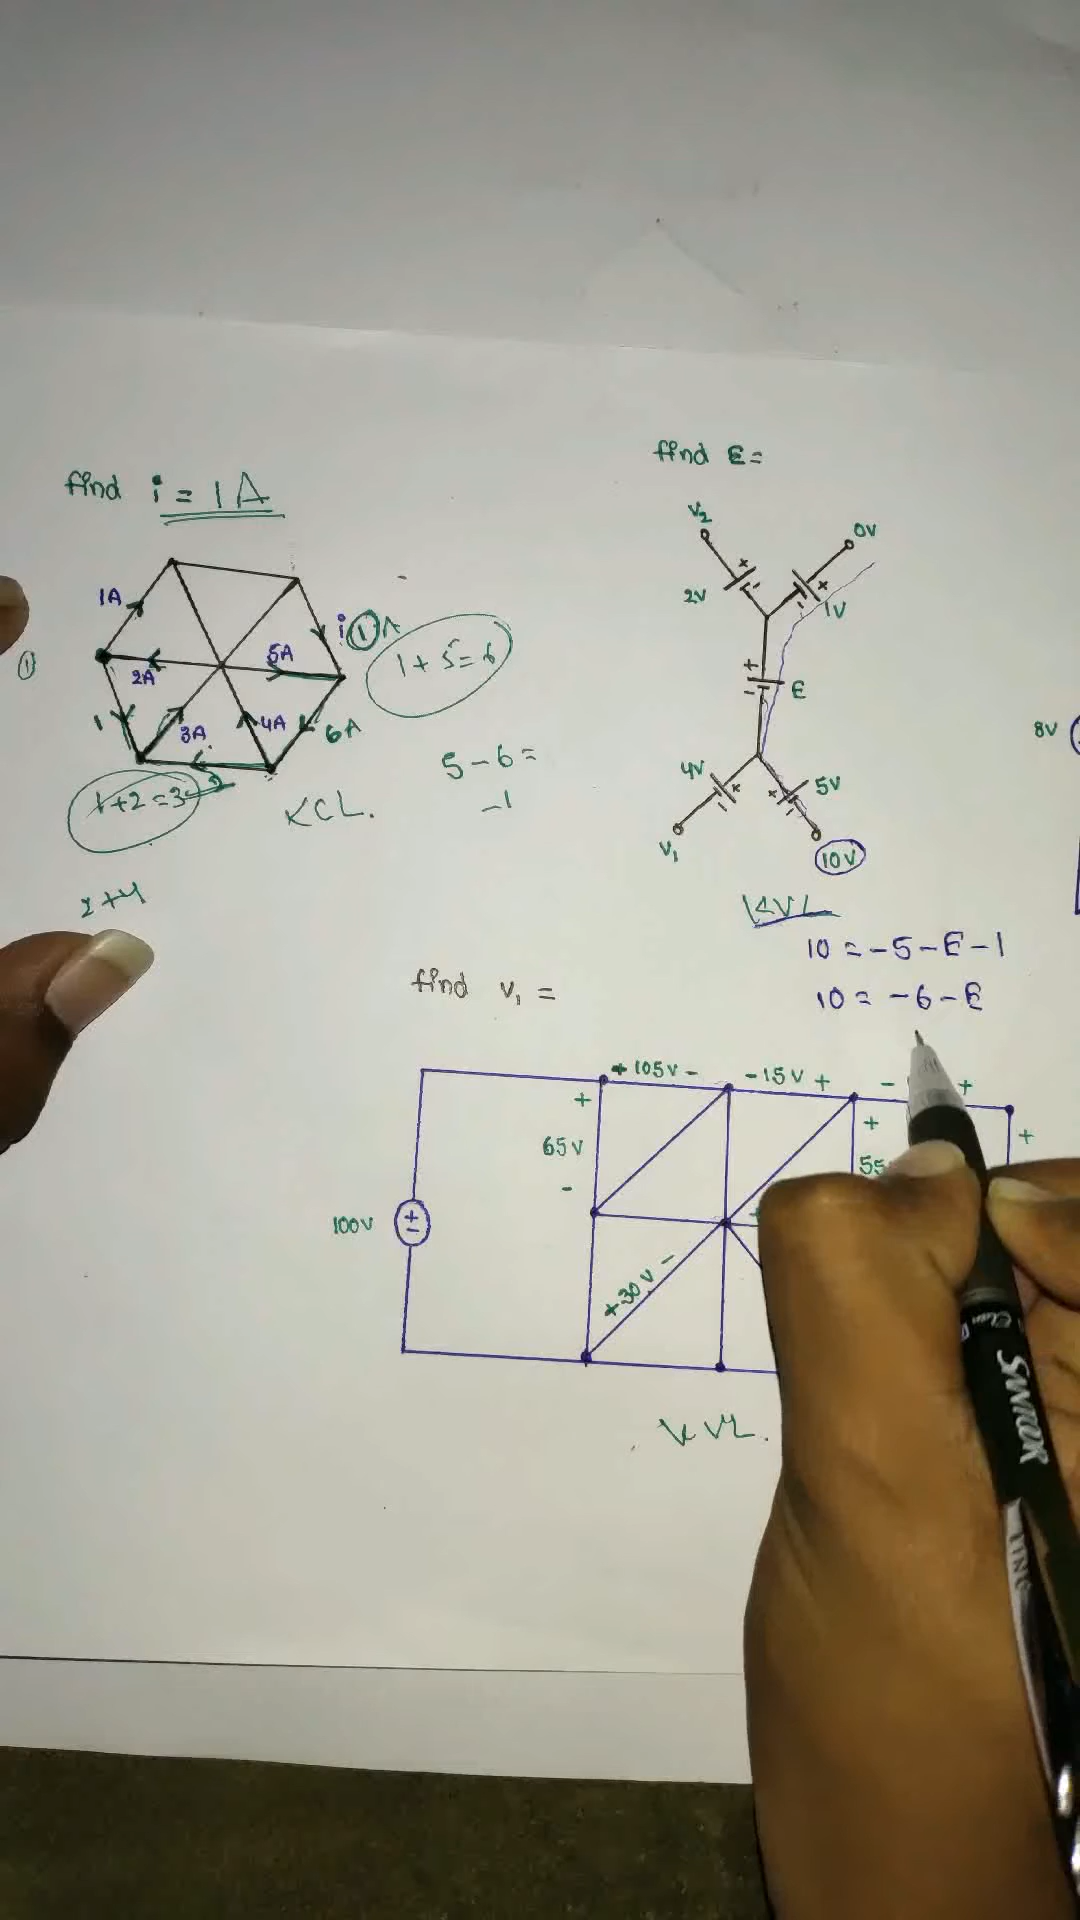 find i = 1A
1A
2A
5A
i 1 A
1 + 5 = 6
1
3A
4A
6A
2
1+2=3
KCL.
5 - 6 =
-1
find E =
V2
0V
+
-
2V
+
-
1V
+
-
E
4V
+
-
5V
+
-
V1
10V
KVL
10 = -5 - E - 1
10 = -6 - E
8V
find V1 =
+ 105V -
- 15V +
-
+
+
65V
-
+
55
+
100V
+
-
+30V -
+
KVL.
SWIDER